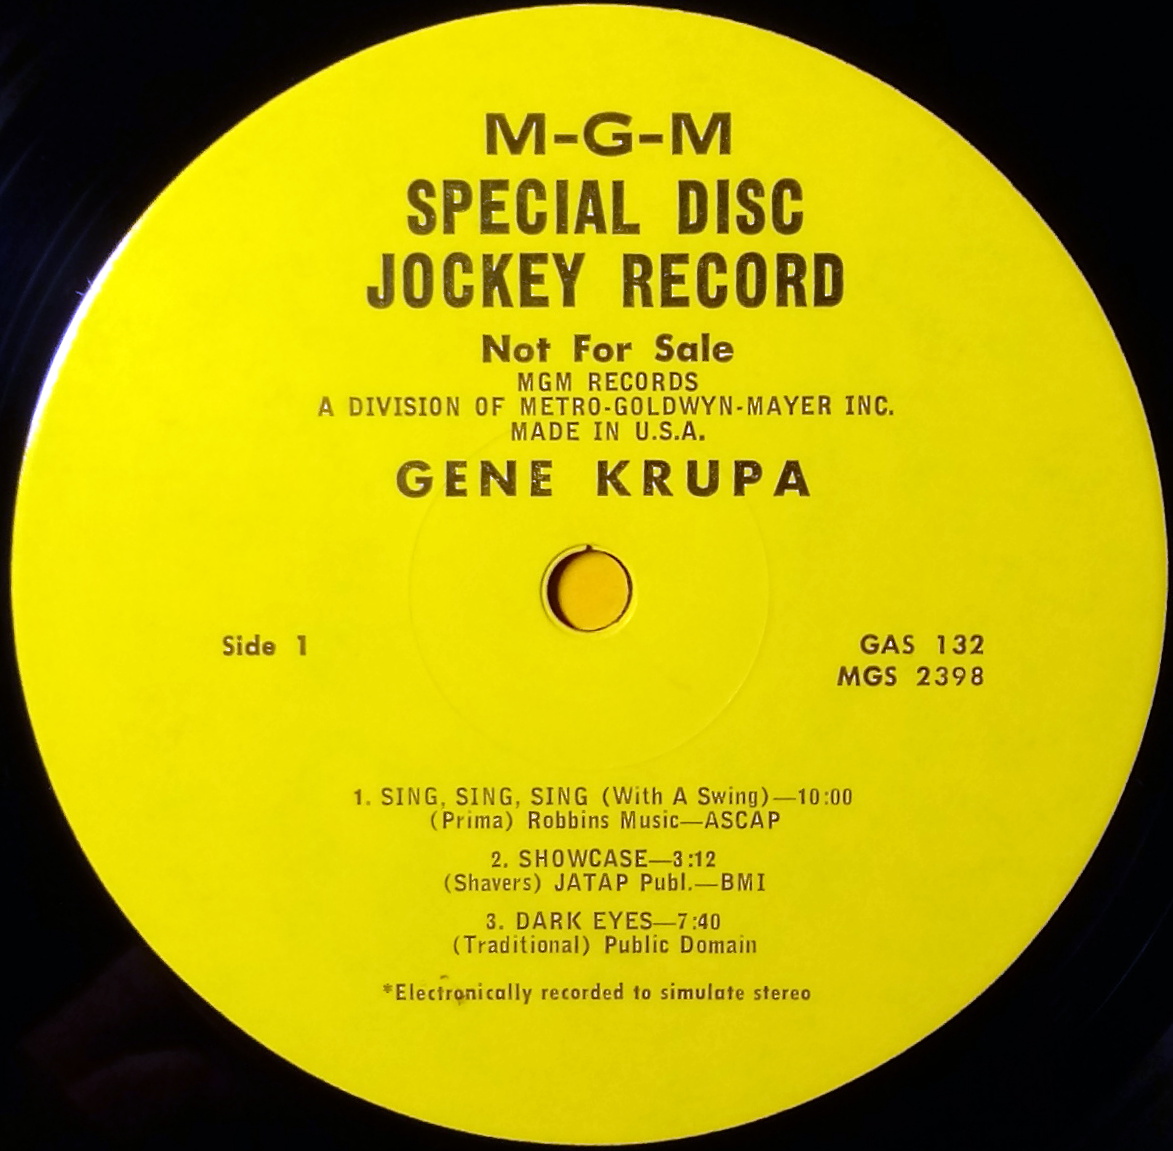 M-G-M
SPECIAL DISC
JOCKEY RECORD
Not For Sale
MGM RECORDS
A DIVISION OF METRO-GOLDWYN-MAYER INC.
MADE IN U.S.A.
GENE KRUPA
Side 1
GAS 132
MGS 2398
1. SING, SING, SING (With A Swing)—10:00
(Prima) Robbins Music—ASCAP
2. SHOWCASE—3:12
(Shavers) JATAP Publ.—BMI
3. DARK EYES—7:40
(Traditional) Public Domain
*Electronically recorded to simulate stereo